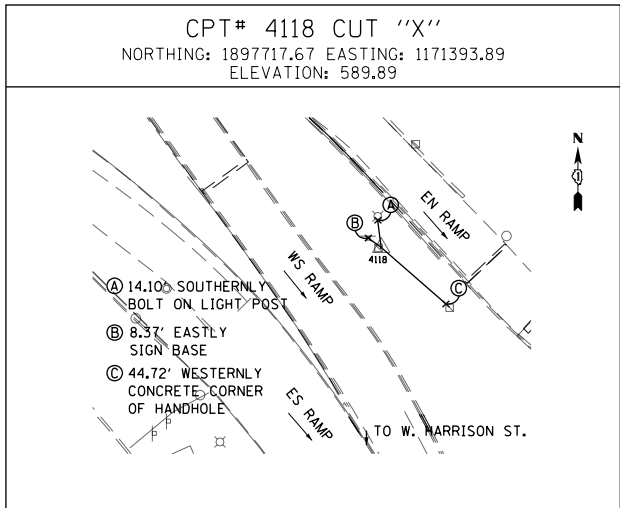 CPT# 4118 CUT "X"
NORTHING: 1897717.67 EASTING: 1171393.89
ELEVATION: 589.89
N
A
B
EN RAMP
4118
WS RAMP
C
A 14.10' SOUTHERNLY
BOLT ON LIGHT POST
B 8.37' EASTLY
SIGN BASE
C 44.72' WESTERNLY
CONCRETE CORNER
OF HANDHOLE
ES RAMP
TO W. HARRISON ST.